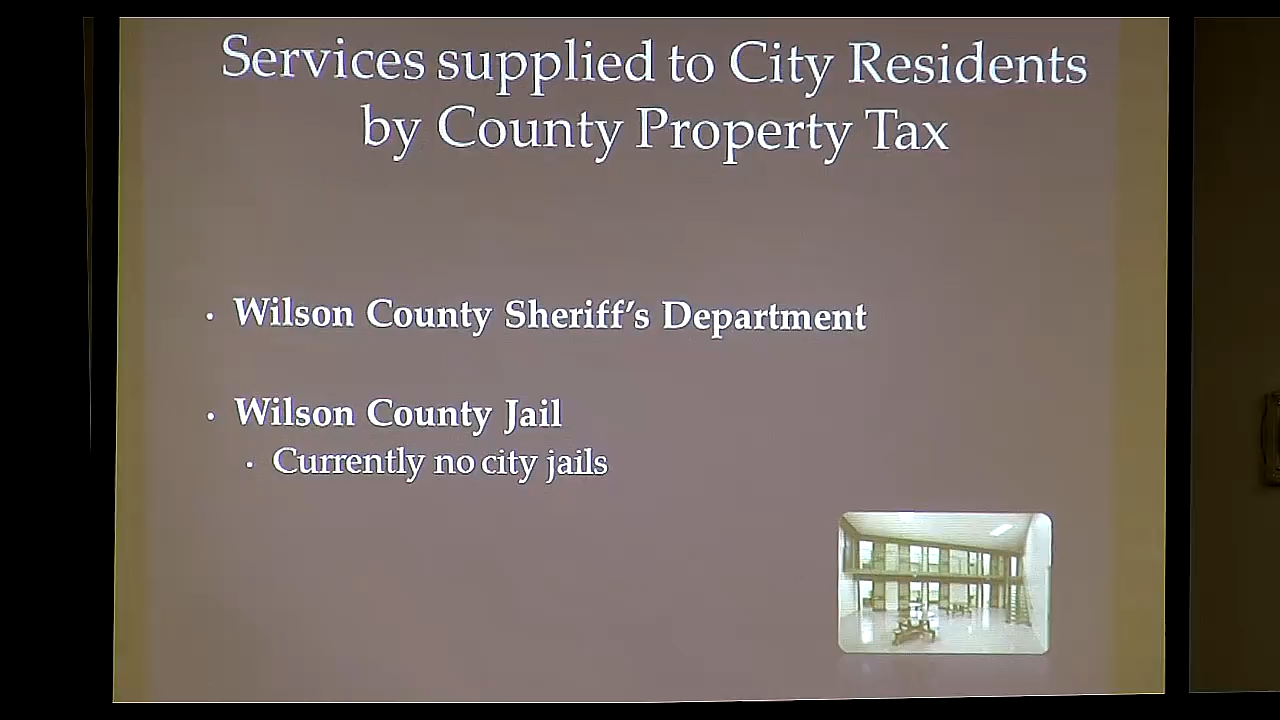 Services supplied to City Residents
by County Property Tax
• Wilson County Sheriff's Department
• Wilson County Jail
• Currently no city jails